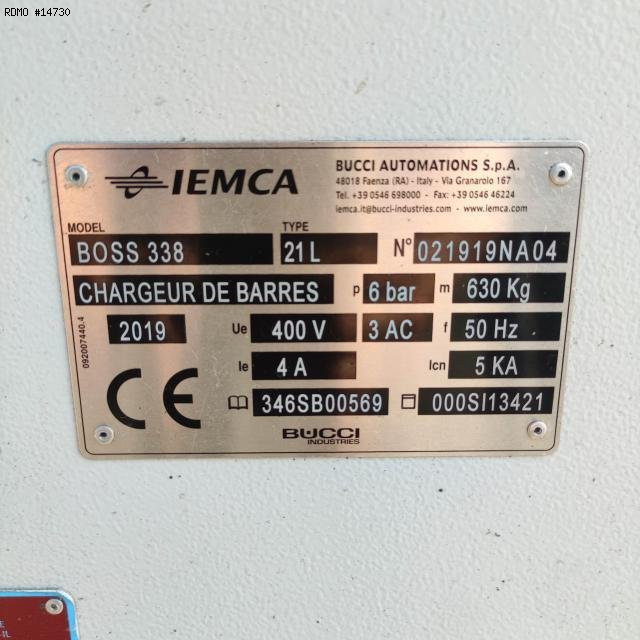 RDMO #14730
IEMCA
BUCCI AUTOMATIONS S.p.A.
48018 Faenza (RA) - Italy - Via Granarolo 167
Tel. +39 0546 698000 - Fax: +39 0546 46224
iemca.it@bucci-industries.com - www.iemca.com
MODEL TYPE
BOSS 338 21 L N° 021919NA04
CHARGEUR DE BARRES p 6 bar m 630 Kg
2019 Ue 400 V 3 AC f 50 Hz
Ie 4 A Icn 5 KA
CE 346SB00569 000SI13421
BUCCI
INDUSTRIES
092007440.4
E
-1L